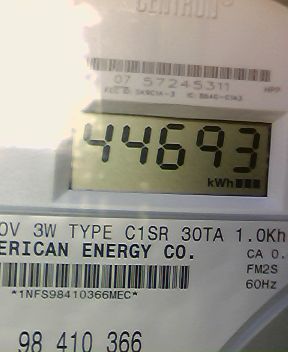 CENTRON®
07 57245311
44693
kWh
0V 3W TYPE C1SR 30TA 1.0Kh
ERICAN ENERGY CO.
CA 0.
FM2S
60Hz
*1NFS98410366MEC*
98 410 366